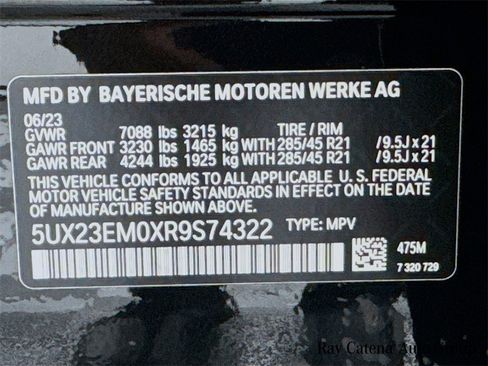 MFD BY BAYERISCHE MOTOREN WERKE AG
06/23
GVWR 7088 lbs 3215 kg TIRE / RIM
GAWR FRONT 3230 lbs 1465 kg WITH 285/45 R21 /9.5J x 21
GAWR REAR 4244 lbs 1925 kg WITH 285/45 R21 /9.5J x 21
THIS VEHICLE CONFORMS TO ALL APPLICABLE U. S. FEDERAL
MOTOR VEHICLE SAFETY STANDARDS IN EFFECT ON THE
DATE OF MANUFACTURE SHOWN ABOVE.
5UX23EM0XR9S74322 TYPE: MPV
475M
7 320 729
Ray Catena Auto Group